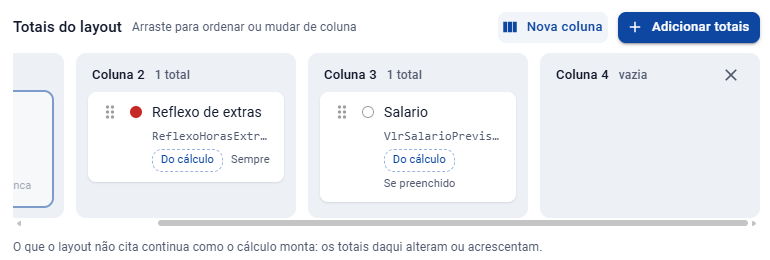 Totais do layout Arraste para ordenar ou mudar de coluna Nova coluna + Adicionar totais
Coluna 2 1 total Coluna 3 1 total Coluna 4 vazia
Reflexo de extras Salario
ReflexoHorasExtr… VlrSalarioPrevis…
Do cálculo Sempre Do cálculo
nca Se preenchido
O que o layout não cita continua como o cálculo monta: os totais daqui alteram ou acrescentam.